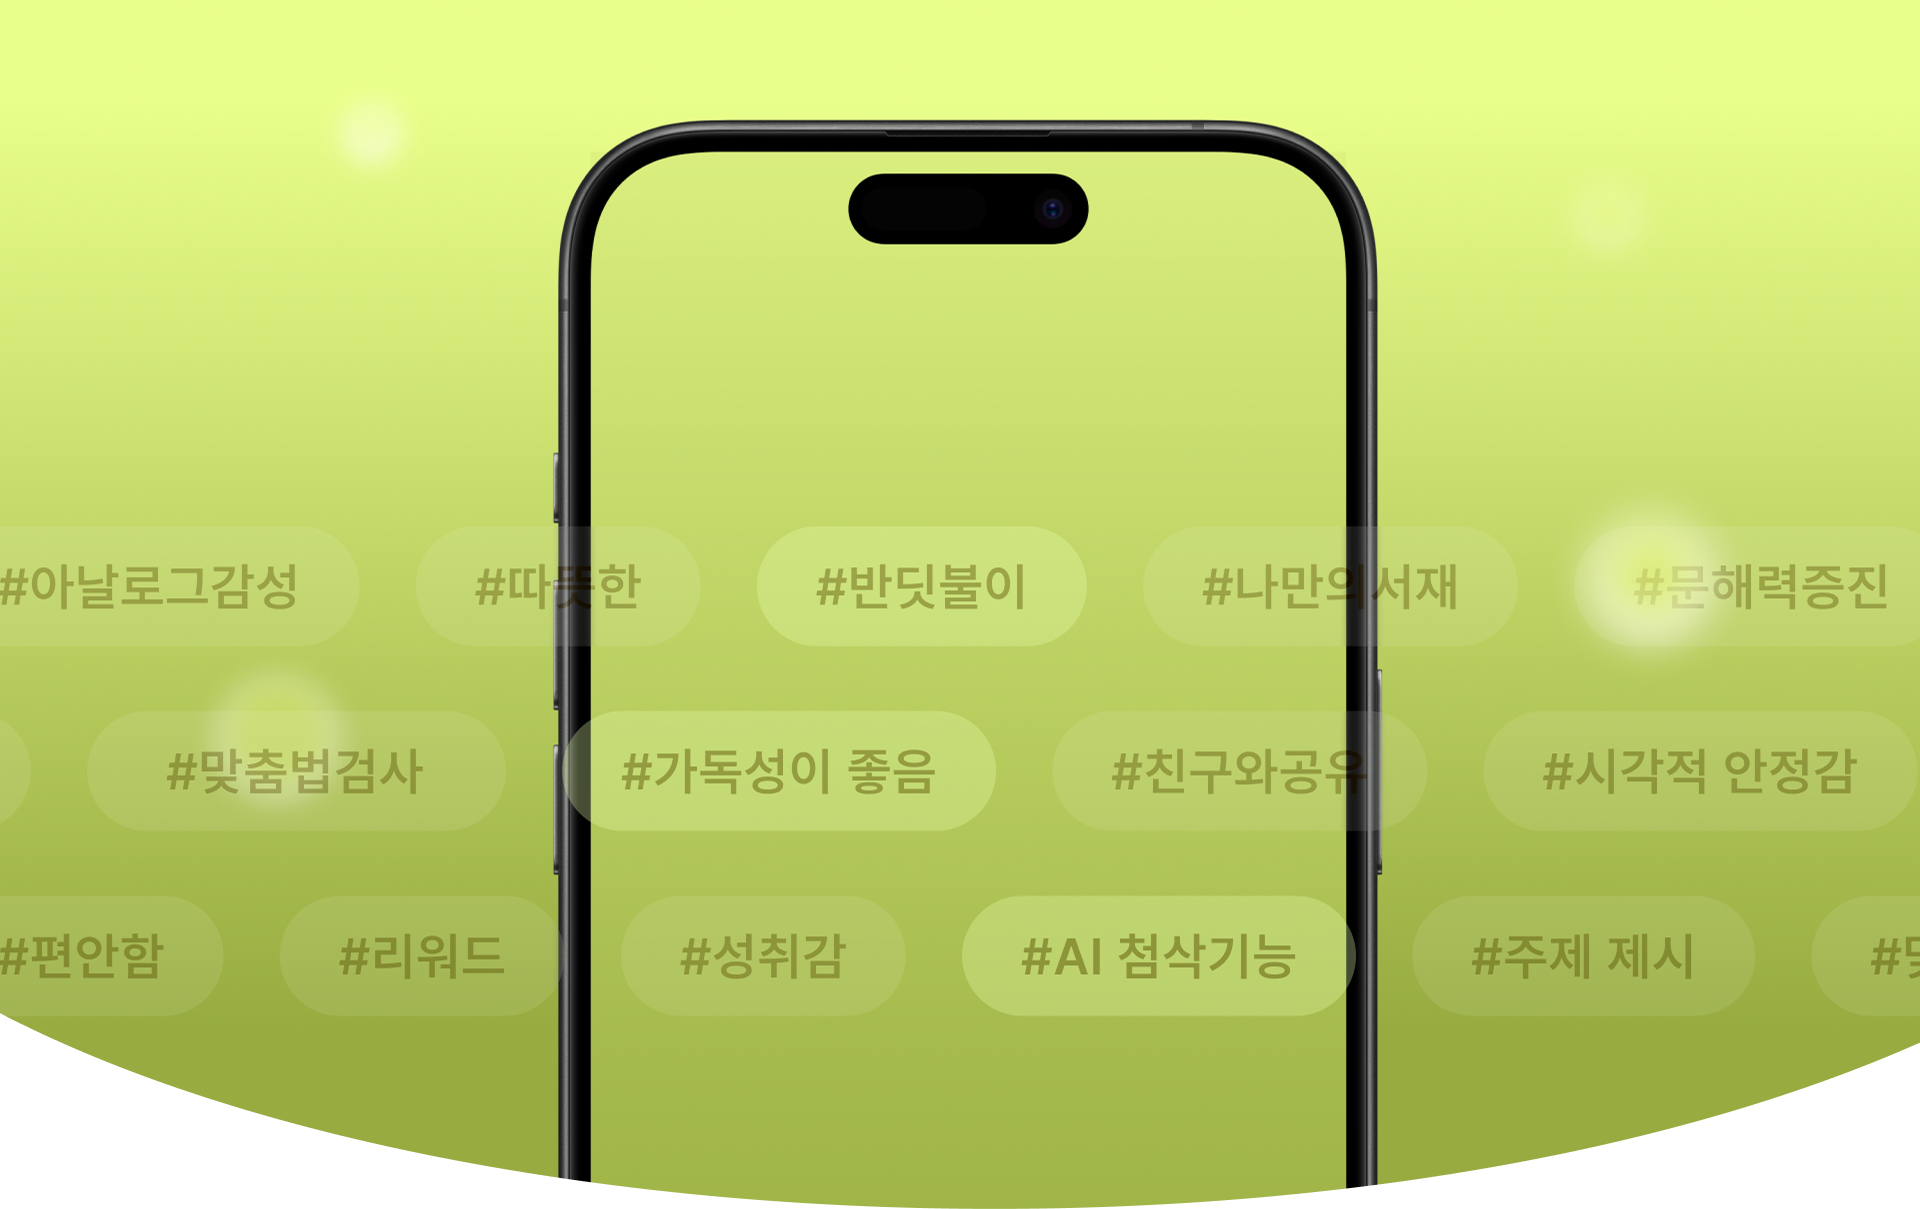 #아날로그감성 #따뜻한 #반딧불이 #나만의서재 #문해력증진
#맞춤법검사 #가독성이 좋음 #친구와공유 #시각적 안정감
#편안함 #리워드 #성취감 #AI 첨삭기능 #주제 제시